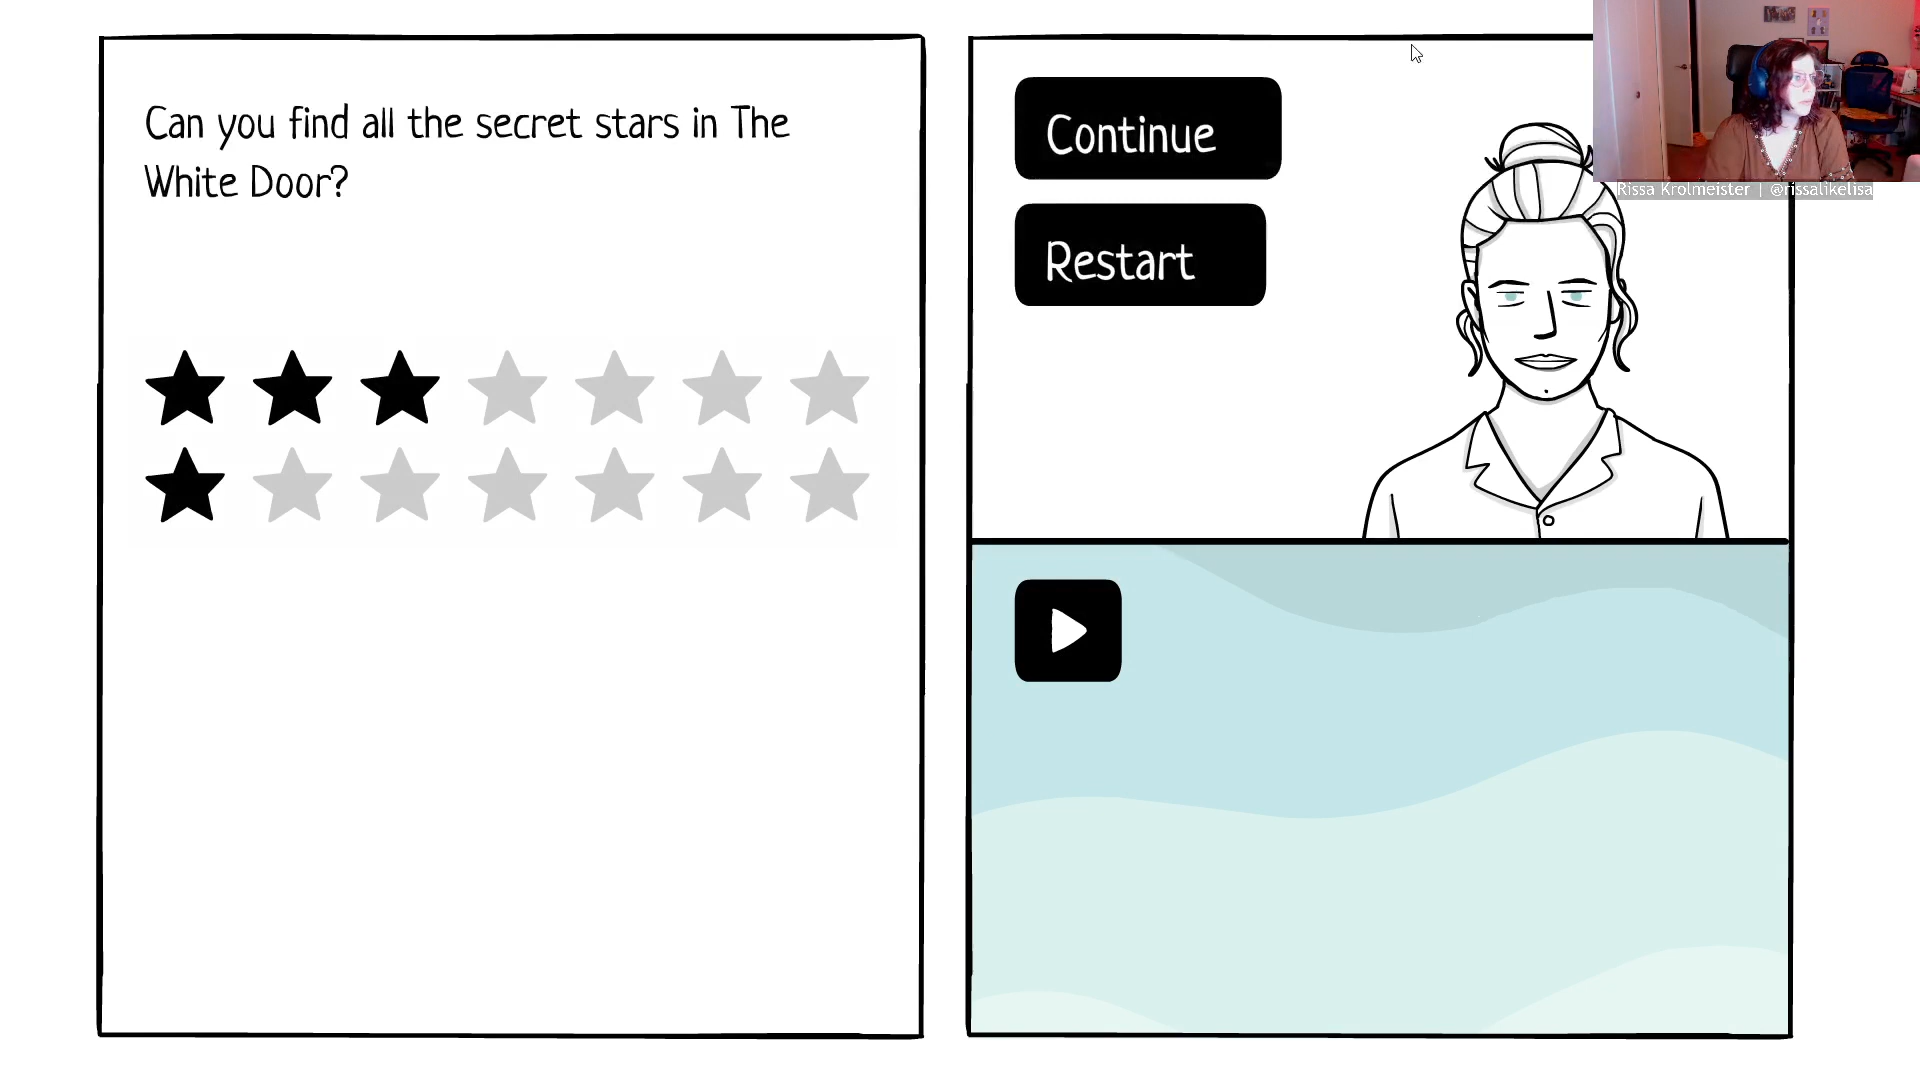 Can you find all the secret stars in The
White Door?
Continue
Restart
Rissa Krolmeister | @rissalikelisa